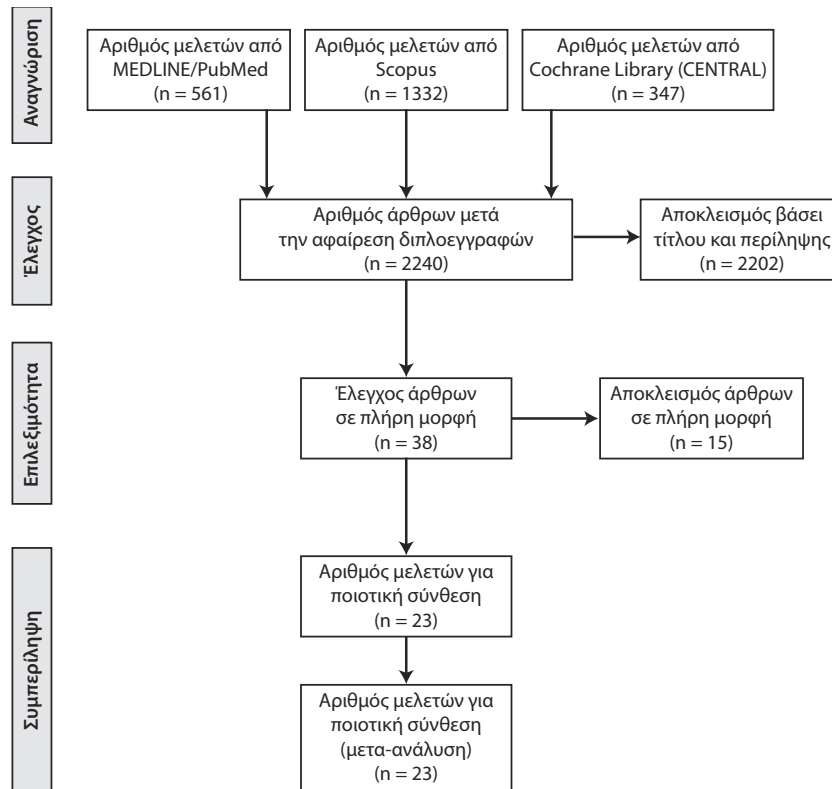 Αναγνώριση
Αριθμός μελετών από
MEDLINE/PubMed
(n = 561)
Αριθμός μελετών από
Scopus
(n = 1332)
Αριθμός μελετών από
Cochrane Library (CENTRAL)
(n = 347)
Έλεγχος
Αριθμός άρθρων μετά
την αφαίρεση διπλοεγγραφών
(n = 2240)
Αποκλεισμός βάσει
τίτλου και περίληψης
(n = 2202)
Επιλεξιμότητα
Έλεγχος άρθρων
σε πλήρη μορφή
(n = 38)
Αποκλεισμός άρθρων
σε πλήρη μορφή
(n = 15)
Συμπερίληψη
Αριθμός μελετών για
ποιοτική σύνθεση
(n = 23)
Αριθμός μελετών για
ποιοτική σύνθεση
(μετα-ανάλυση)
(n = 23)